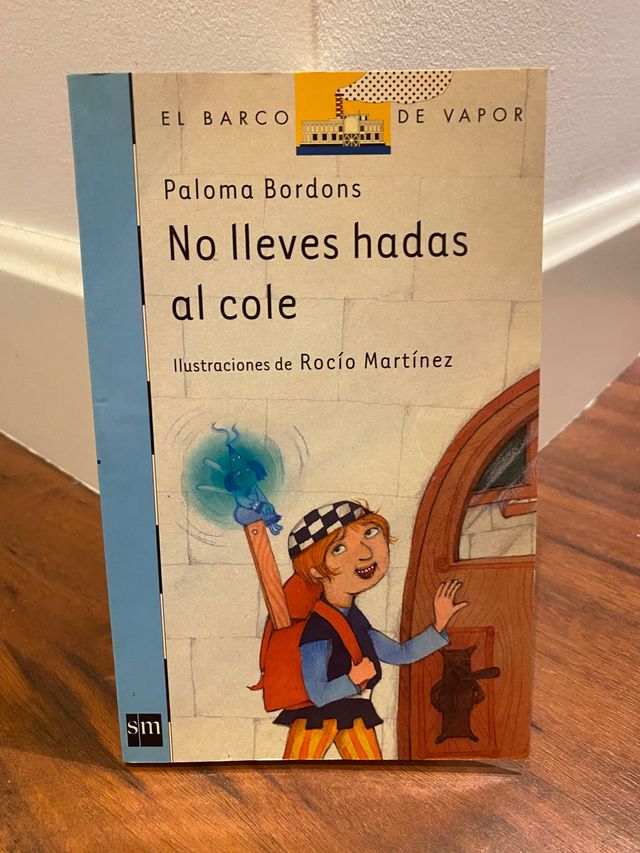 EL BARCO DE VAPOR
Paloma Bordons
No lleves hadas
al cole
Ilustraciones de Rocío Martínez
sm